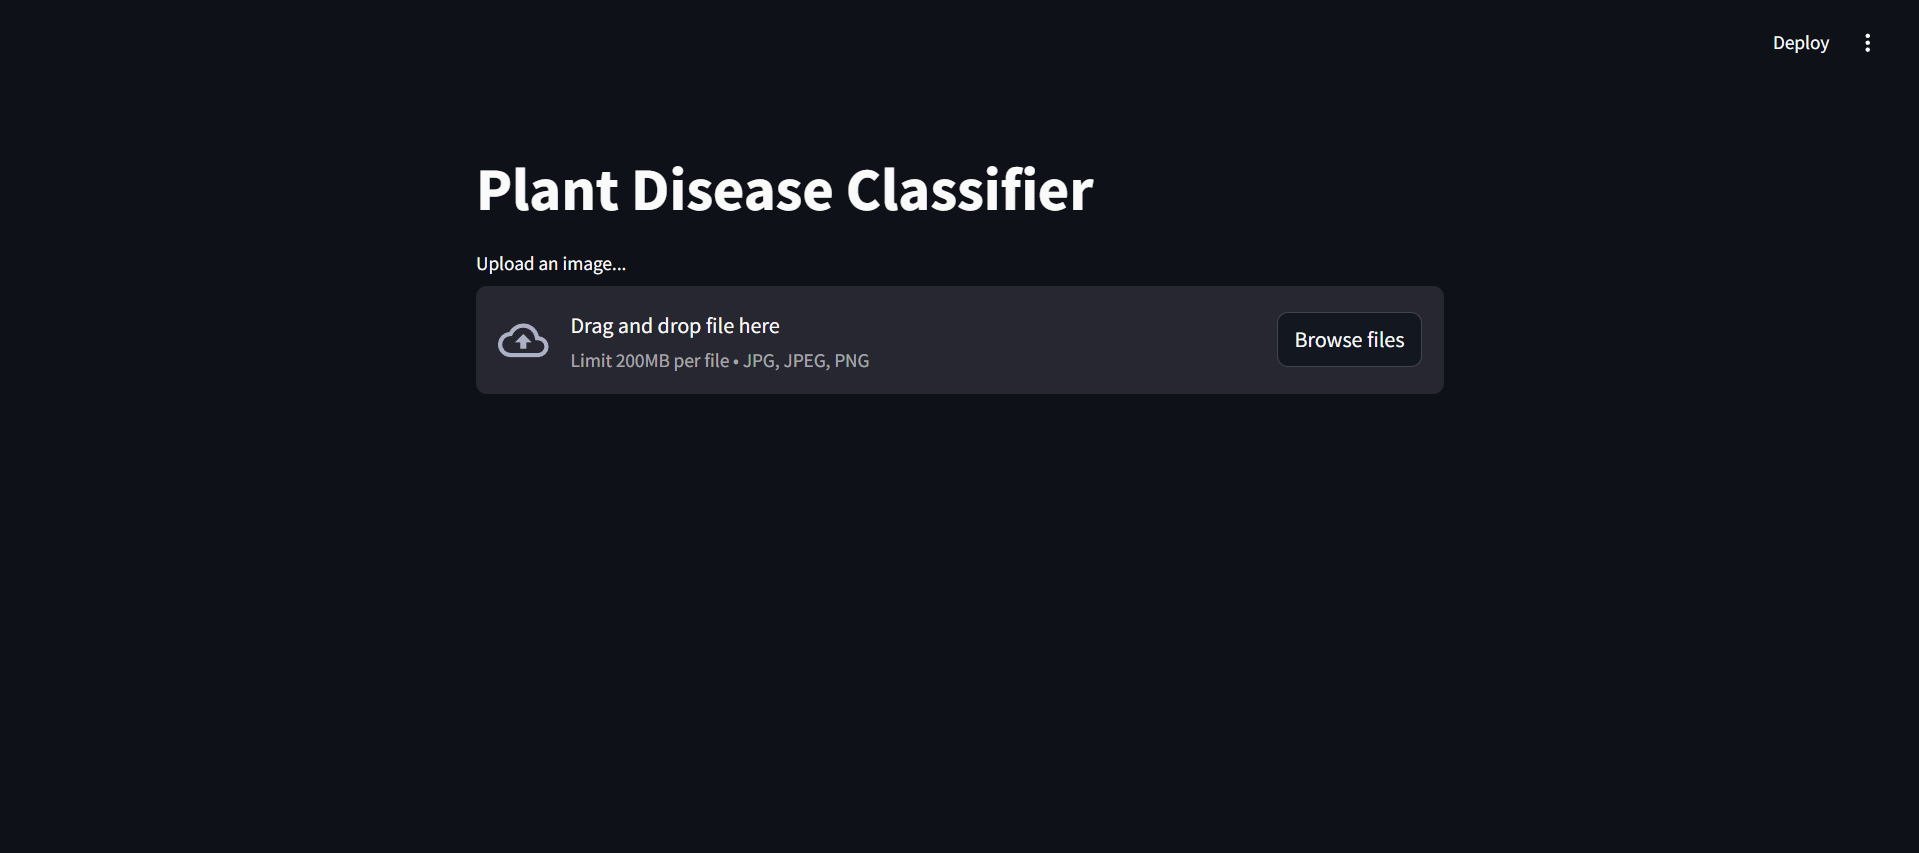 Deploy
Plant Disease Classifier
Upload an image...
Drag and drop file here
Limit 200MB per file • JPG, JPEG, PNG
Browse files